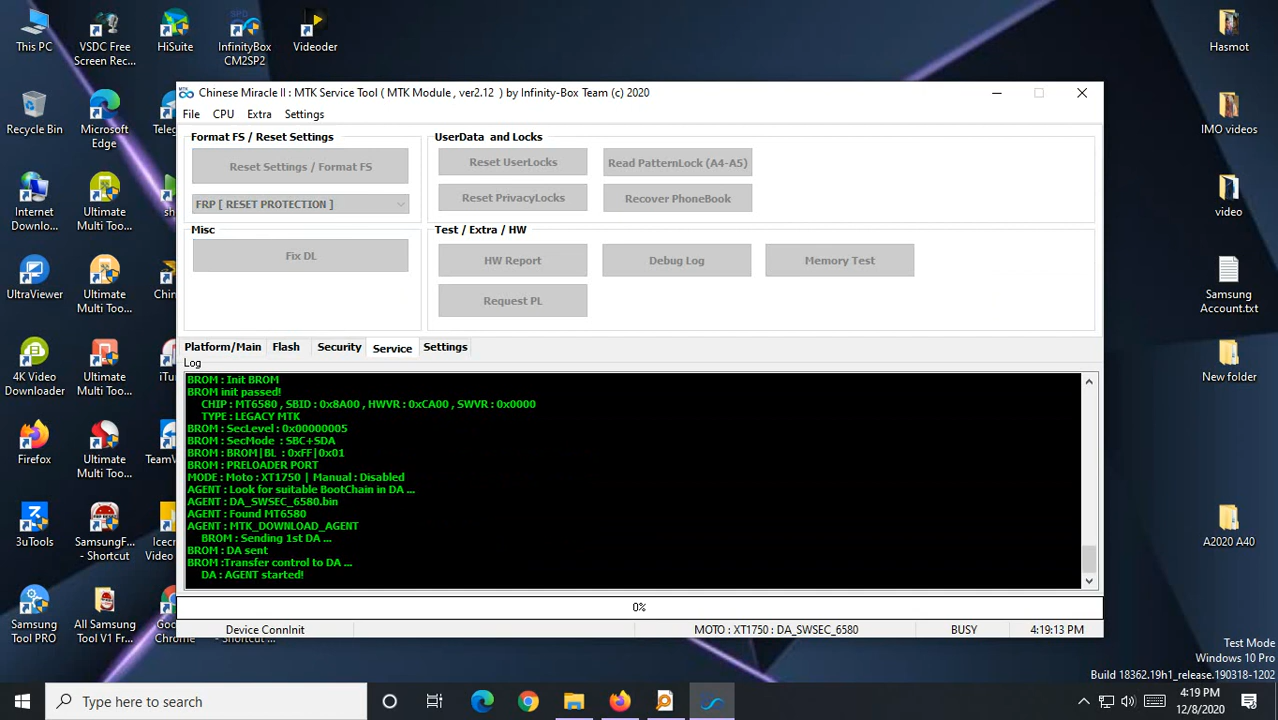 This PC
VSDC Free
Screen Rec...
HiSuite
InfinityBox
CM2SP2
Videoder
Hasmot
Recycle Bin
Microsoft
Edge
Teleg
IMO videos
Internet
Downlo...
Ultimate
Multi Too...
sh
video
UltraViewer
Ultimate
Multi Too...
Chin
Samsung
Account.txt
4K Video
Downloader
Ultimate
Multi Too...
iTu
New folder
Firefox
Ultimate
Multi Too...
TeamV
3uTools
SamsungF...
- Shortcut
Icecr
Video
A2020 A40
Samsung
Tool PRO
All Samsung
Tool V1 Fr...
Goo
Chrome
- Shortcut ...
Chinese Miracle II : MTK Service Tool ( MTK Module , ver2.12 ) by Infinity-Box Team (c) 2020
File CPU Extra Settings
Format FS / Reset Settings
Reset Settings / Format FS
FRP [ RESET PROTECTION ]
UserData and Locks
Reset UserLocks
Read PatternLock (A4-A5)
Reset PrivacyLocks
Recover PhoneBook
Misc
Fix DL
Test / Extra / HW
HW Report
Debug Log
Memory Test
Request PL
Platform/Main Flash Security Service Settings
Log
BROM : Init BROM
BROM init passed!
CHIP : MT6580 , SBID : 0x8A00 , HWVR : 0xCA00 , SWVR : 0x0000
TYPE : LEGACY MTK
BROM : SecLevel : 0x00000005
BROM : SecMode : SBC+SDA
BROM : BROM|BL : 0xFF|0x01
BROM : PRELOADER PORT
MODE : Moto : XT1750 | Manual : Disabled
AGENT : Look for suitable BootChain in DA ...
AGENT : DA_SWSEC_6580.bin
AGENT : Found MT6580
AGENT : MTK_DOWNLOAD_AGENT
BROM : Sending 1st DA ...
BROM : DA sent
BROM :Transfer control to DA ...
DA : AGENT started!
0%
Device ConnInit
MOTO : XT1750 : DA_SWSEC_6580
BUSY
4:19:13 PM
Test Mode
Windows 10 Pro
Build 18362.19h1_release.190318-1202
Type here to search
4:19 PM
12/8/2020